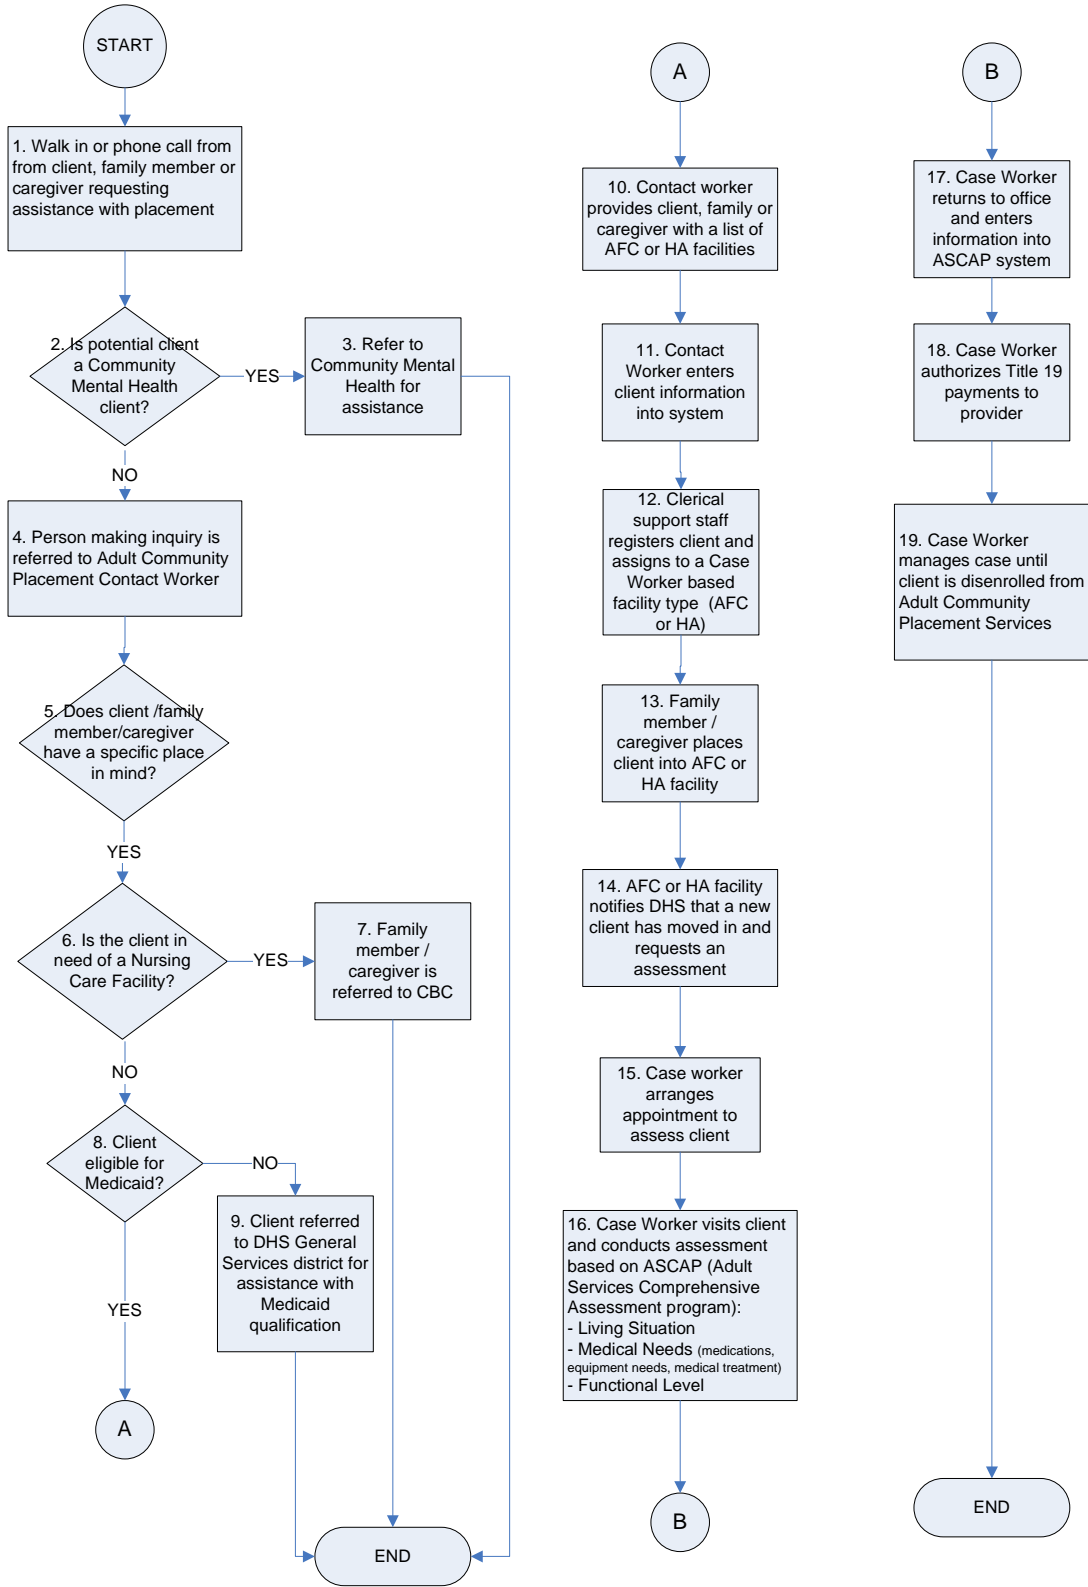 START
1. Walk in or phone call from
from client, family member or
caregiver requesting
assistance with placement
2. Is potential client
a Community
Mental Health
client?
YES
3. Refer to
Community Mental
Health for
assistance
NO
4. Person making inquiry is
referred to Adult Community
Placement Contact Worker
5. Does client /family
member/caregiver
have a specific place
in mind?
YES
6. Is the client in
need of a Nursing
Care Facility?
YES
7. Family
member /
caregiver is
referred to CBC
NO
8. Client
eligible for
Medicaid?
NO
9. Client referred
to DHS General
Services district for
assistance with
Medicaid
qualification
YES
A
END
A
10. Contact worker
provides client, family or
caregiver with a list of
AFC or HA facilities
11. Contact
Worker enters
client information
into system
12. Clerical
support staff
registers client and
assigns to a Case
Worker based
facility type (AFC
or HA)
13. Family
member /
caregiver places
client into AFC or
HA facility
14. AFC or HA facility
notifies DHS that a new
client has moved in and
requests an
assessment
15. Case worker
arranges
appointment to
assess client
16. Case Worker visits client
and conducts assessment
based on ASCAP (Adult
Services Comprehensive
Assessment program):
- Living Situation
- Medical Needs (medications,
equipment needs, medical treatment)
- Functional Level
B
B
17. Case Worker
returns to office
and enters
information into
ASCAP system
18. Case Worker
authorizes Title 19
payments to
provider
19. Case Worker
manages case until
client is disenrolled from
Adult Community
Placement Services
END